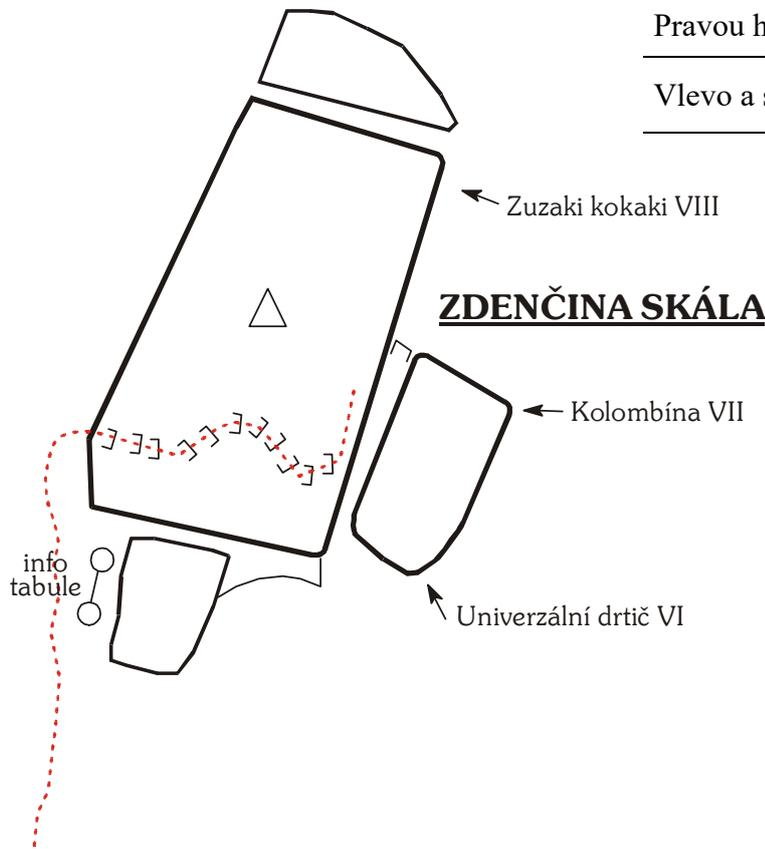 Pravou h
Vlevo a s
Zuzaki kokaki VIII
ZDENČINA SKÁLA
Kolombína VII
info
tabule
Univerzální drtič VI